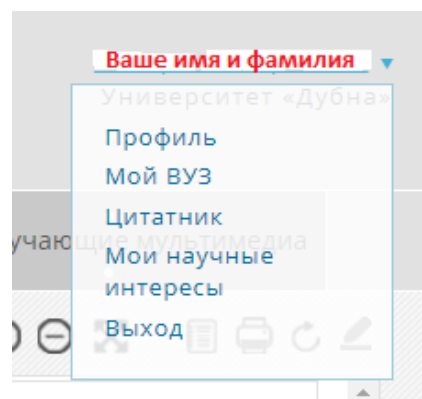 Ваше имя и фамилия
Университет «Дубна»
Профиль
Мой ВУЗ
Цитатник
учающие мультимедиа
Мои научные
интересы
Выход